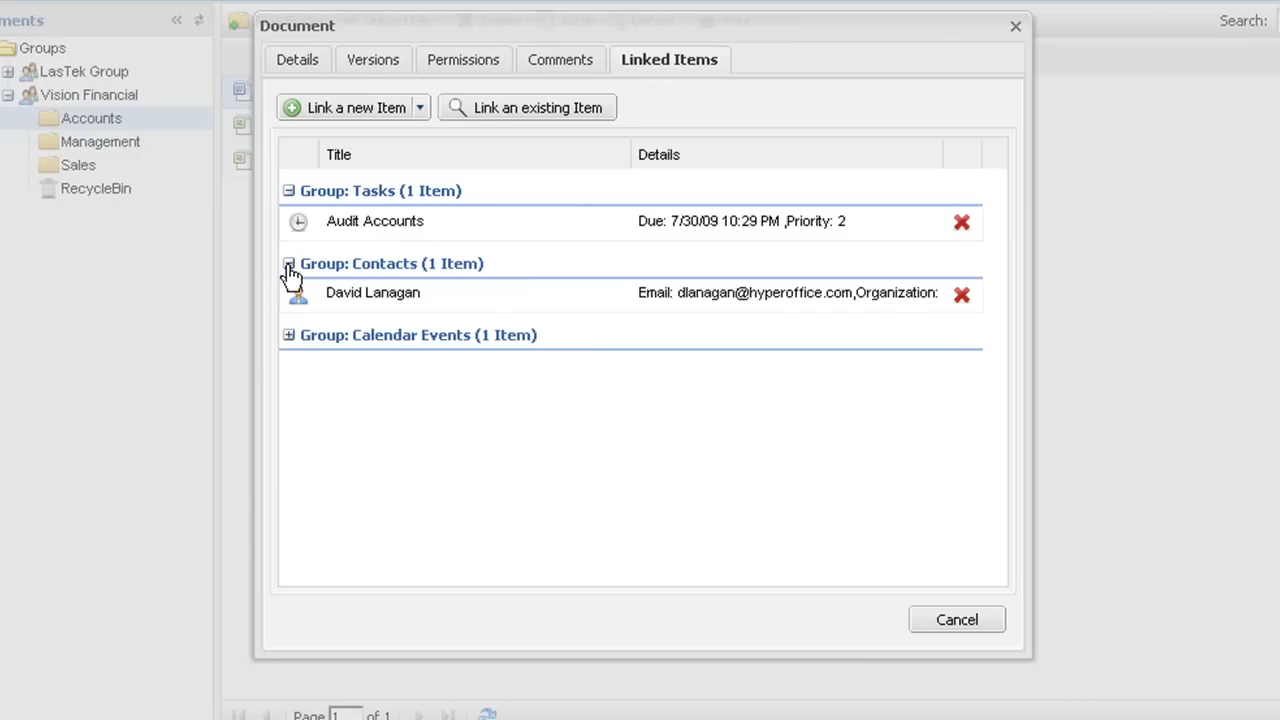 ments
Search:
Groups
LasTek Group
Vision Financial
Accounts
Management
Sales
RecycleBin
Document
Details Versions Permissions Comments Linked Items
Link a new Item Link an existing Item
Title Details
Group: Tasks (1 Item)
Audit Accounts Due: 7/30/09 10:29 PM ,Priority: 2
Group: Contacts (1 Item)
David Lanagan Email: dlanagan@hyperoffice.com,Organization:
Group: Calendar Events (1 Item)
Cancel
Page 1 of 1